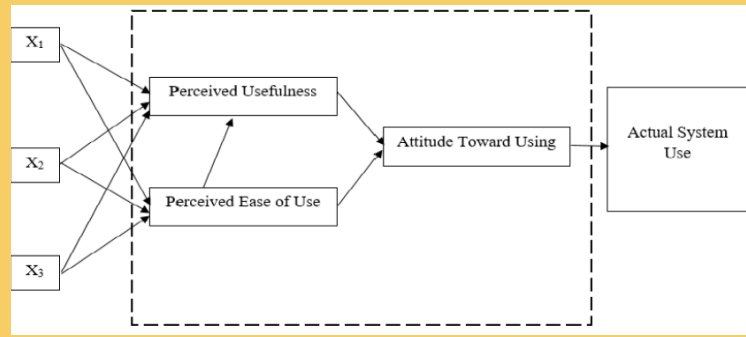 X₁
Perceived Usefulness
X₂
Attitude Toward Using
Actual System
Use
Perceived Ease of Use
X₃